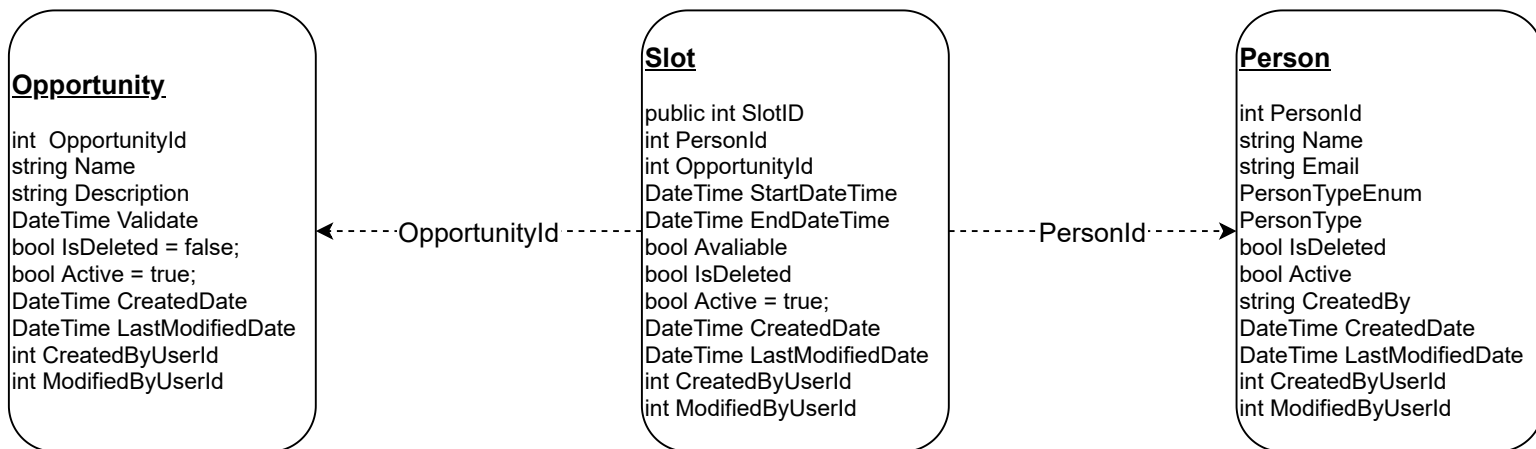 Opportunity
int  OpportunityId
string Name
string Description
DateTime Validate
bool IsDeleted = false;
bool Active = true;
DateTime CreatedDate
DateTime LastModifiedDate
int CreatedByUserId
int ModifiedByUserId
OpportunityId
Slot
public int SlotID
int PersonId
int OpportunityId
DateTime StartDateTime
DateTime EndDateTime
bool Avaliable
bool IsDeleted
bool Active = true;
DateTime CreatedDate
DateTime LastModifiedDate
int CreatedByUserId
int ModifiedByUserId
PersonId
Person
int PersonId
string Name
string Email
PersonTypeEnum
PersonType
bool IsDeleted
bool Active
string CreatedBy
DateTime CreatedDate
DateTime LastModifiedDate
int CreatedByUserId
int ModifiedByUserId